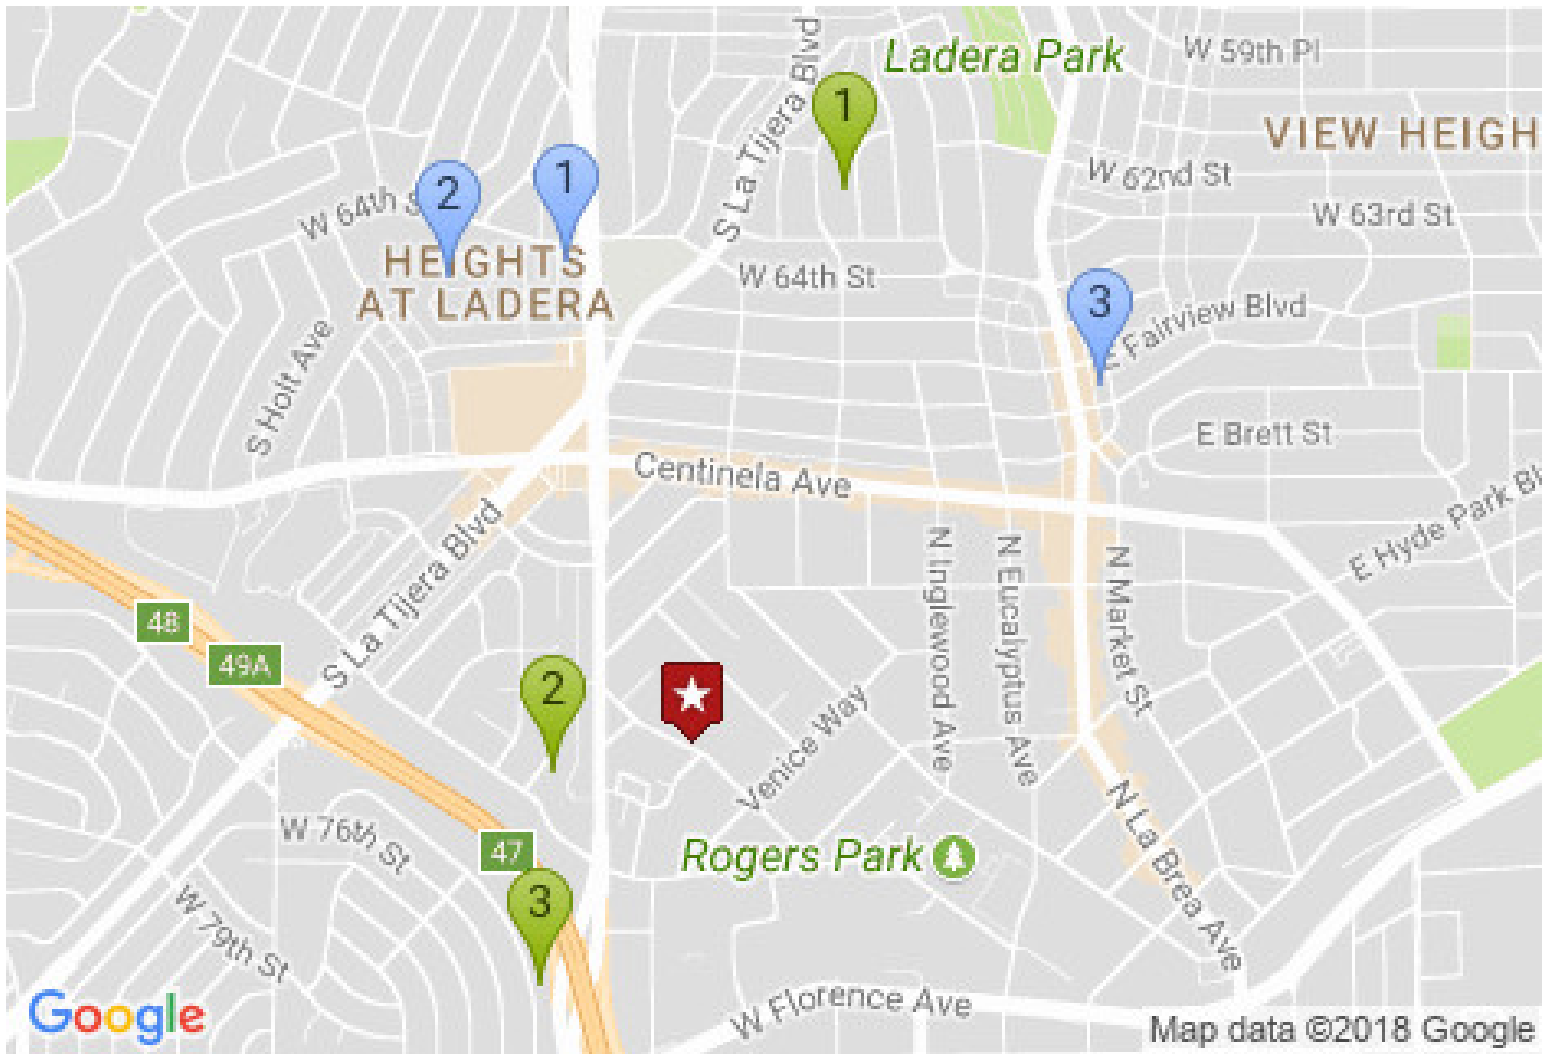 Ladera Park
W 59th Pl
S La Tijera Blvd
1
VIEW HEIGH
W 62nd St
1
2
W 64th S
W 63rd St
HEIGHTS
AT LADERA
W 64th St
3
Fairview Blvd
S Holt Ave
E Brett St
Centinela Ave
E Hyde Park Bl
S La Tijera Blvd
N Inglewood Ave
N Eucalyptus Ave
N Market St
48
49A
2
Venice Way
W 76th St
47
Rogers Park
N La Brea Ave
3
W 79th St
W Florence Ave
Google
Map data ©2018 Google